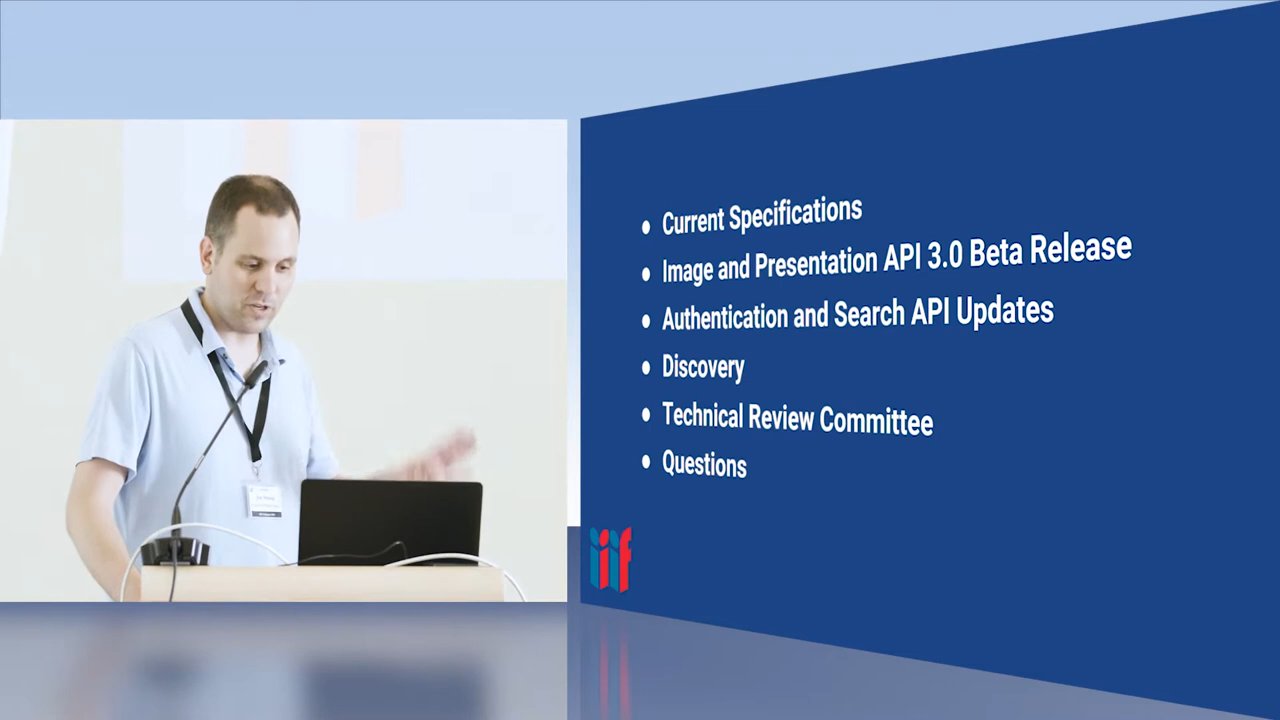 Current Specifications
Image and Presentation API 3.0 Beta Release
Authentication and Search API Updates
Discovery
Technical Review Committee
Questions
iiif